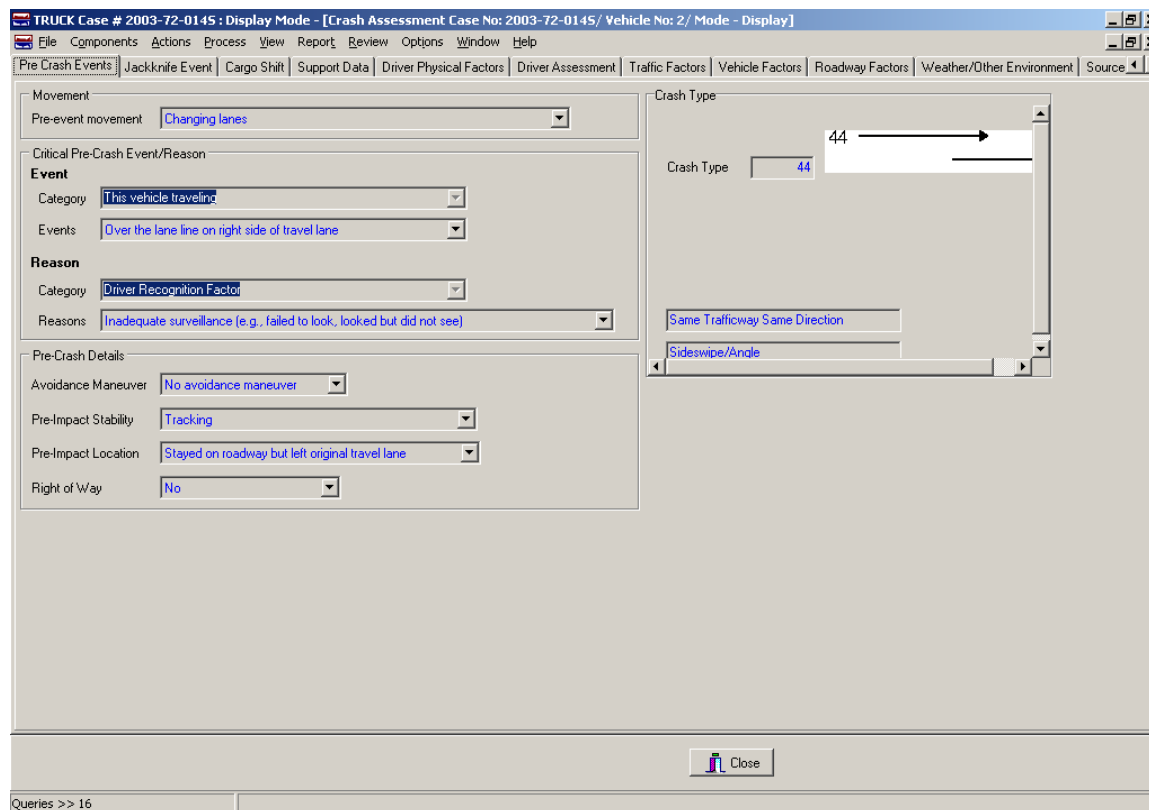 TRUCK Case # 2003-72-0145 : Display Mode - [Crash Assessment Case No: 2003-72-0145/ Vehicle No: 2/ Mode - Display]
File Components Actions Process View Report Review Options Window Help
Pre Crash Events Jackknife Event Cargo Shift Support Data Driver Physical Factors Driver Assessment Traffic Factors Vehicle Factors Roadway Factors Weather/Other Environment Source
Movement
Pre-event movement Changing lanes
Critical Pre-Crash Event/Reason
Event
Category This vehicle traveling
Events Over the lane line on right side of travel lane
Reason
Category Driver Recognition Factor
Reasons Inadequate surveillance (e.g., failed to look, looked but did not see)
Pre-Crash Details
Avoidance Maneuver No avoidance maneuver
Pre-Impact Stability Tracking
Pre-Impact Location Stayed on roadway but left original travel lane
Right of Way No
Crash Type
44
Crash Type 44
Same Trafficway Same Direction
Sideswipe/Angle
Close
Queries >> 16